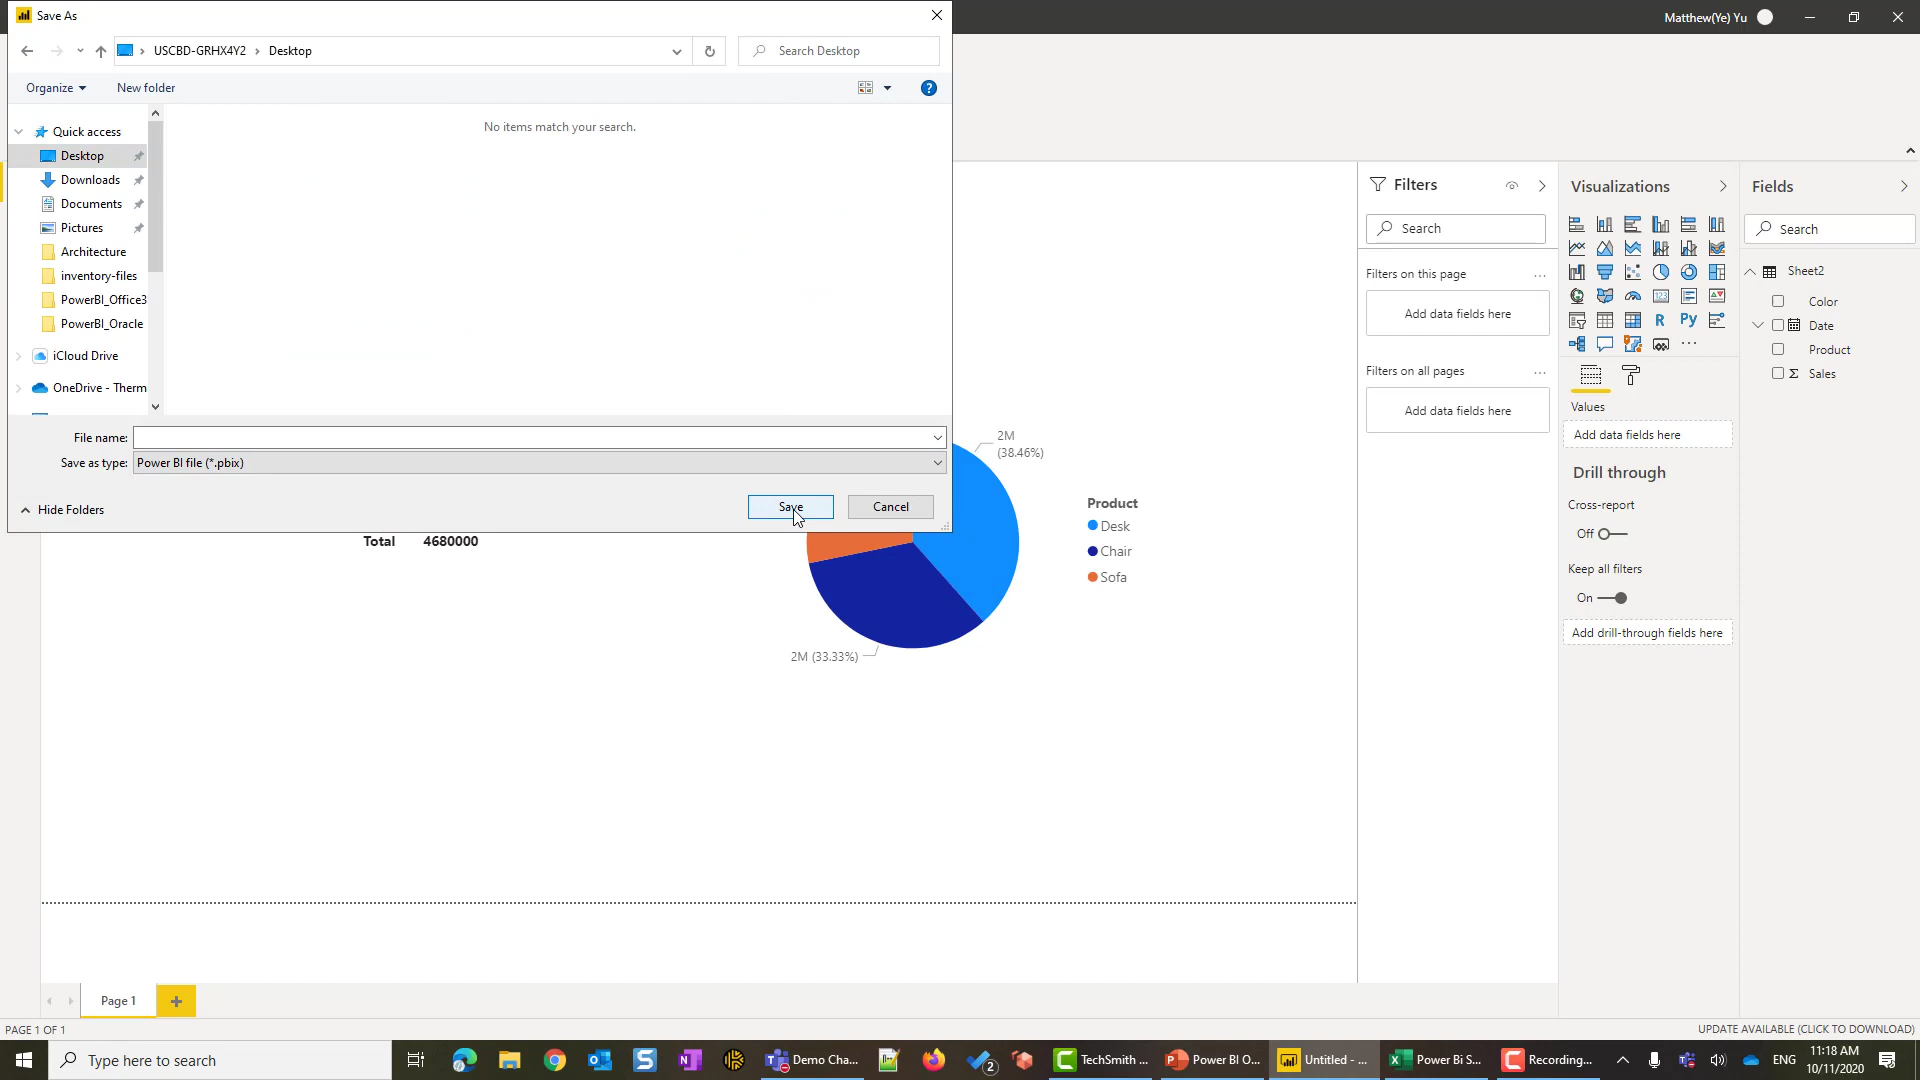 Save As
Matthew(Ye) Yu
USCBD-GRHX4Y2 > Desktop
Search Desktop
Organize
New folder
Quick access
Desktop
Downloads
Documents
Pictures
Architecture
inventory-files
PowerBI_Office3
PowerBI_Oracle
iCloud Drive
OneDrive - Therm
No items match your search.
File name:
Save as type: Power BI file (*.pbix)
Hide Folders
Save
Cancel
Total 4680000
2M
(38.46%)
2M (33.33%)
Product
Desk
Chair
Sofa
Filters
Search
Filters on this page
Add data fields here
Filters on all pages
Add data fields here
Visualizations
R
Py
123
Values
Add data fields here
Drill through
Cross-report
Off
Keep all filters
On
Add drill-through fields here
Fields
Search
Sheet2
Color
Date
Product
Sales
Page 1
PAGE 1 OF 1
UPDATE AVAILABLE (CLICK TO DOWNLOAD)
Type here to search
Demo Cha...
2
TechSmith ...
Power BI O...
Untitled - ...
Power Bi S...
Recording...
ENG
11:18 AM
10/11/2020